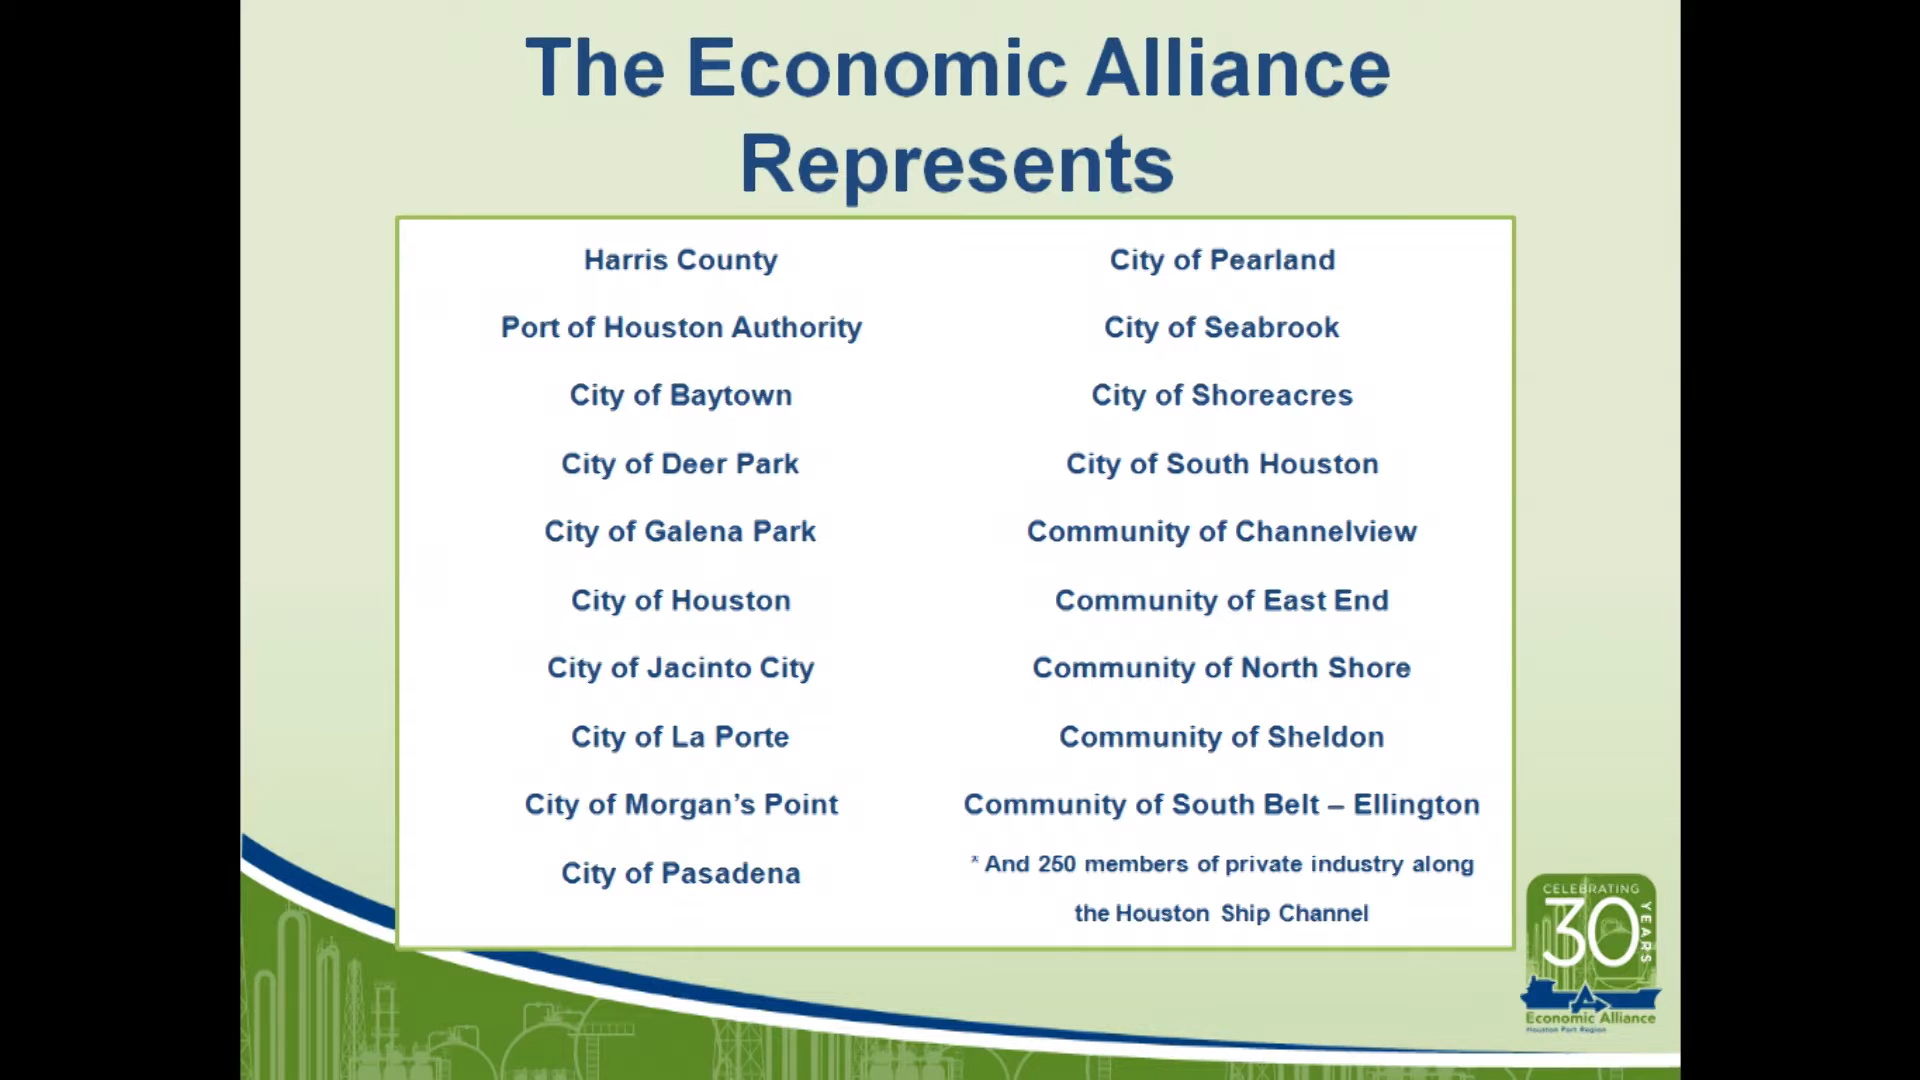 The Economic Alliance
Represents
Harris County
Port of Houston Authority
City of Baytown
City of Deer Park
City of Galena Park
City of Houston
City of Jacinto City
City of La Porte
City of Morgan’s Point
City of Pasadena
City of Pearland
City of Seabrook
City of Shoreacres
City of South Houston
Community of Channelview
Community of East End
Community of North Shore
Community of Sheldon
Community of South Belt – Ellington
* And 250 members of private industry along
the Houston Ship Channel
CELEBRATING
30
YEARS
Economic Alliance
Houston Port Region